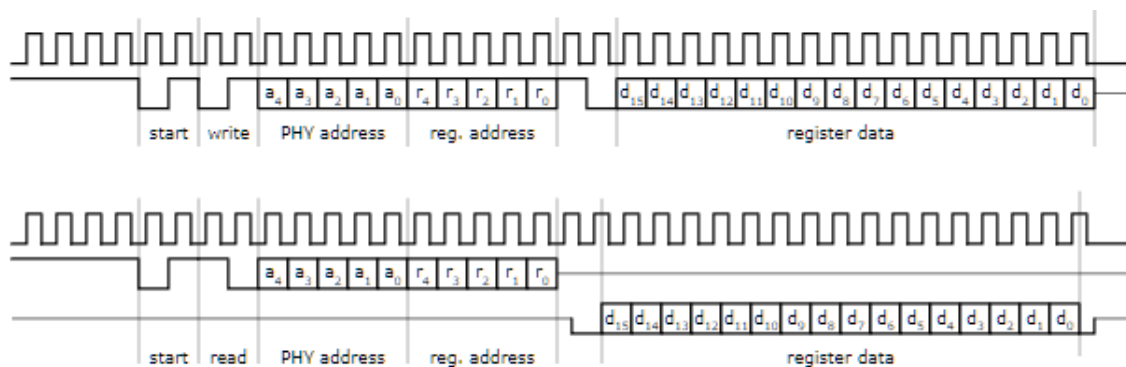 a₄ a₃ a₂ a₁ a₀ r₄ r₃ r₂ r₁ r₀ d₁₅ d₁₄ d₁₃ d₁₂ d₁₁ d₁₀ d₉ d₈ d₇ d₆ d₅ d₄ d₃ d₂ d₁ d₀
start write PHY address reg. address register data
a₄ a₃ a₂ a₁ a₀ r₄ r₃ r₂ r₁ r₀
d₁₅ d₁₄ d₁₃ d₁₂ d₁₁ d₁₀ d₉ d₈ d₇ d₆ d₅ d₄ d₃ d₂ d₁ d₀
start read PHY address reg. address register data